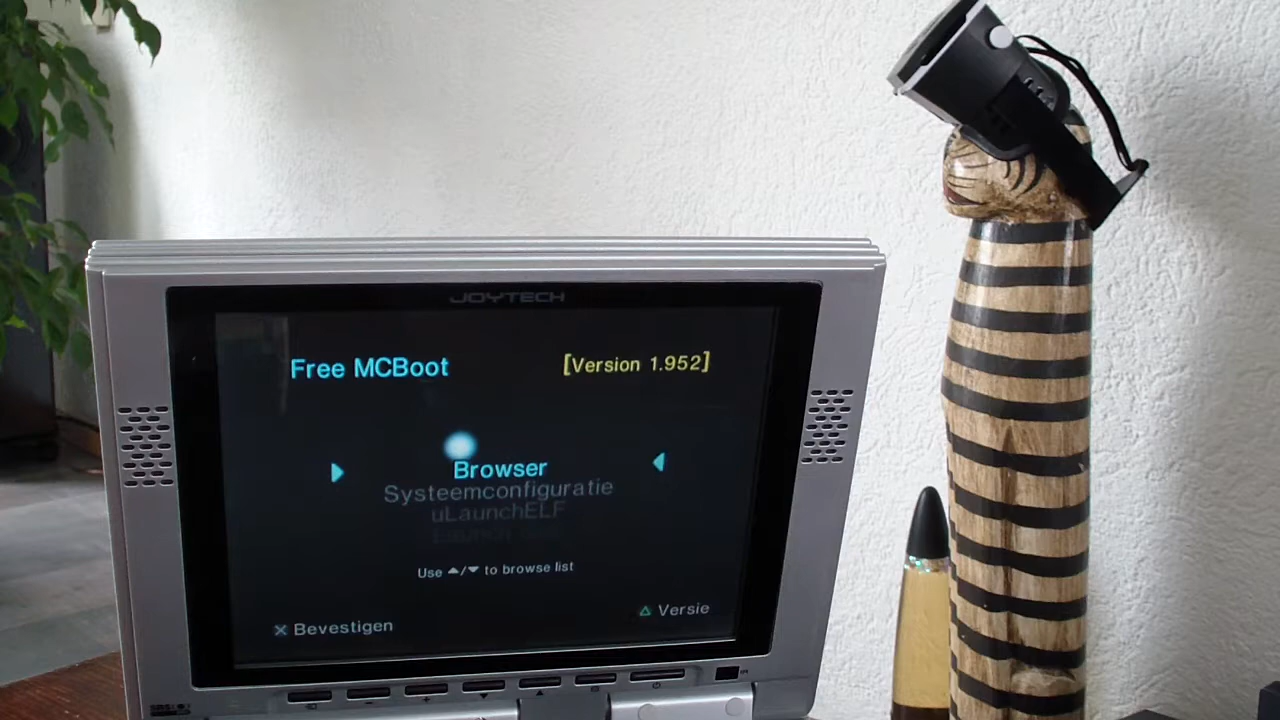 JOYTECH
Free MCBoot
[Version 1.952]
Browser
Systeemconfiguratie
uLaunchELF
Use ▲/▼ to browse list
△ Versie
✕ Bevestigen